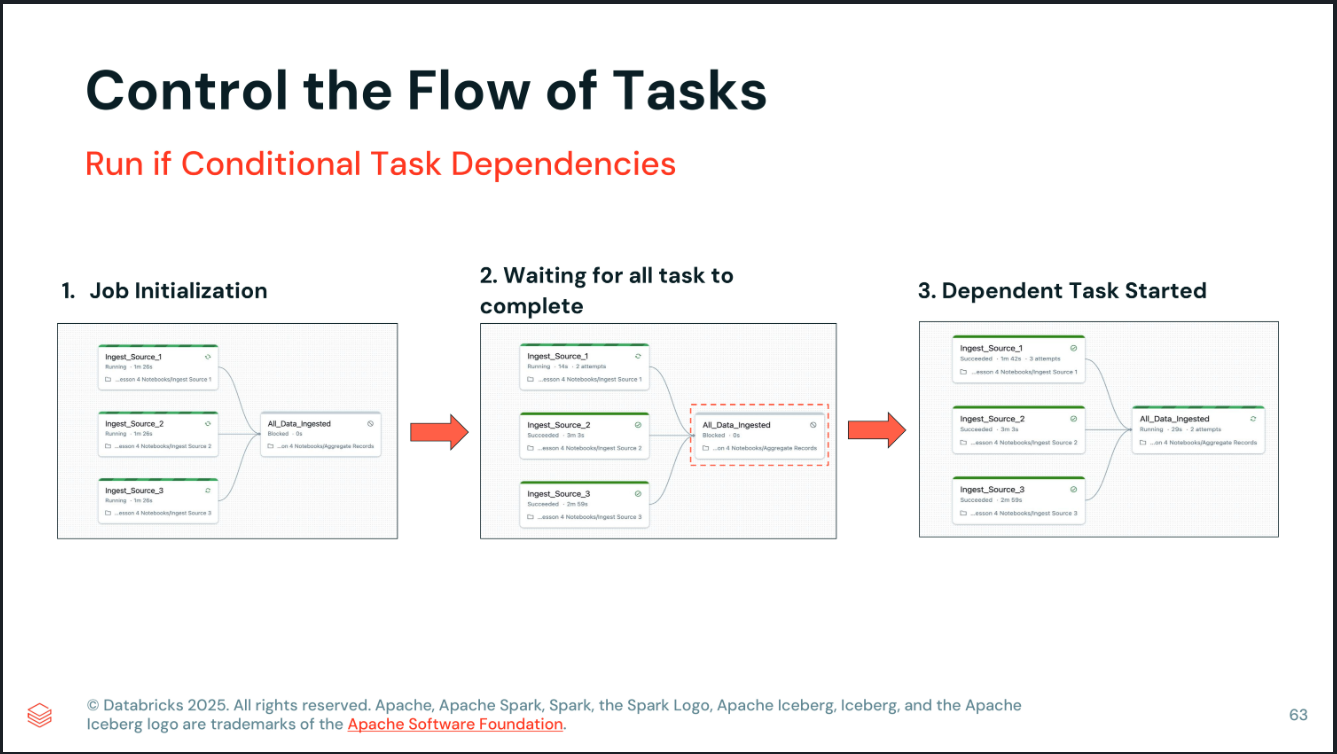 Control the Flow of Tasks
Run if Conditional Task Dependencies
1. Job Initialization
Ingest_Source_1
Running · 1m 26s
...esson 4 Notebooks/Ingest Source 1
Ingest_Source_2
Running · 1m 26s
...esson 4 Notebooks/Ingest Source 2
Ingest_Source_3
Running · 1m 26s
...esson 4 Notebooks/Ingest Source 3
All_Data_Ingested
Blocked · 0s
...on 4 Notebooks/Aggregate Records
2. Waiting for all task to
complete
Ingest_Source_1
Running · 14s · 2 attempts
...esson 4 Notebooks/Ingest Source 1
Ingest_Source_2
Succeeded · 3m 3s
...esson 4 Notebooks/Ingest Source 2
Ingest_Source_3
Succeeded · 2m 59s
...esson 4 Notebooks/Ingest Source 3
All_Data_Ingested
Blocked · 0s
...on 4 Notebooks/Aggregate Records
3. Dependent Task Started
Ingest_Source_1
Succeeded · 1m 42s · 3 attempts
...esson 4 Notebooks/Ingest Source 1
Ingest_Source_2
Succeeded · 3m 3s
...esson 4 Notebooks/Ingest Source 2
Ingest_Source_3
Succeeded · 2m 59s
...esson 4 Notebooks/Ingest Source 3
All_Data_Ingested
Running · 29s · 2 attempts
...on 4 Notebooks/Aggregate Records
© Databricks 2025. All rights reserved. Apache, Apache Spark, Spark, the Spark Logo, Apache Iceberg, Iceberg, and the Apache
Iceberg logo are trademarks of the Apache Software Foundation.
63